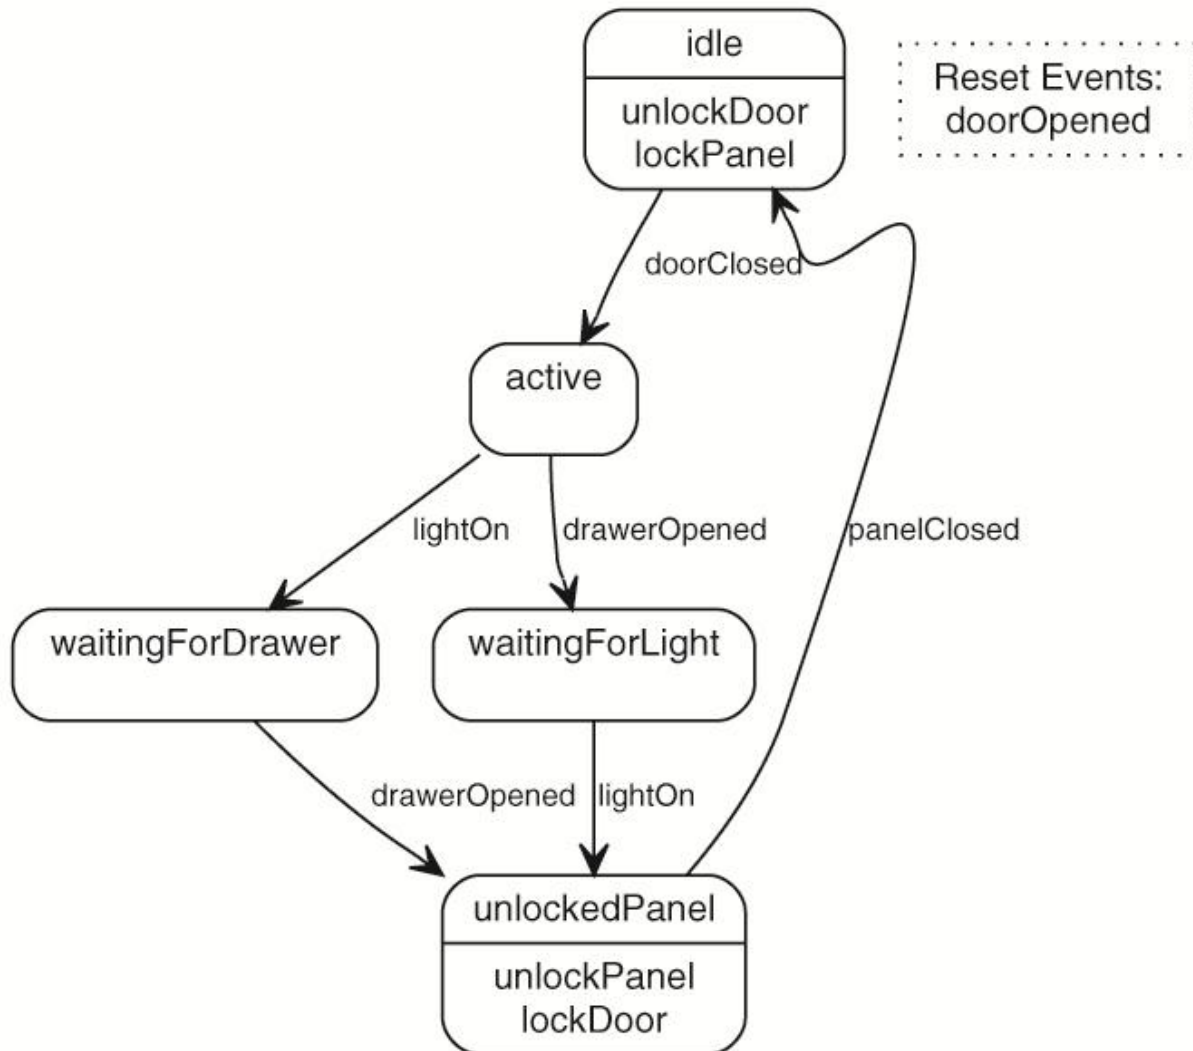 idle
unlockDoor
lockPanel
Reset Events:
doorOpened
doorClosed
active
lightOn
drawerOpened
panelClosed
waitingForDrawer
waitingForLight
drawerOpened
lightOn
unlockedPanel
unlockPanel
lockDoor